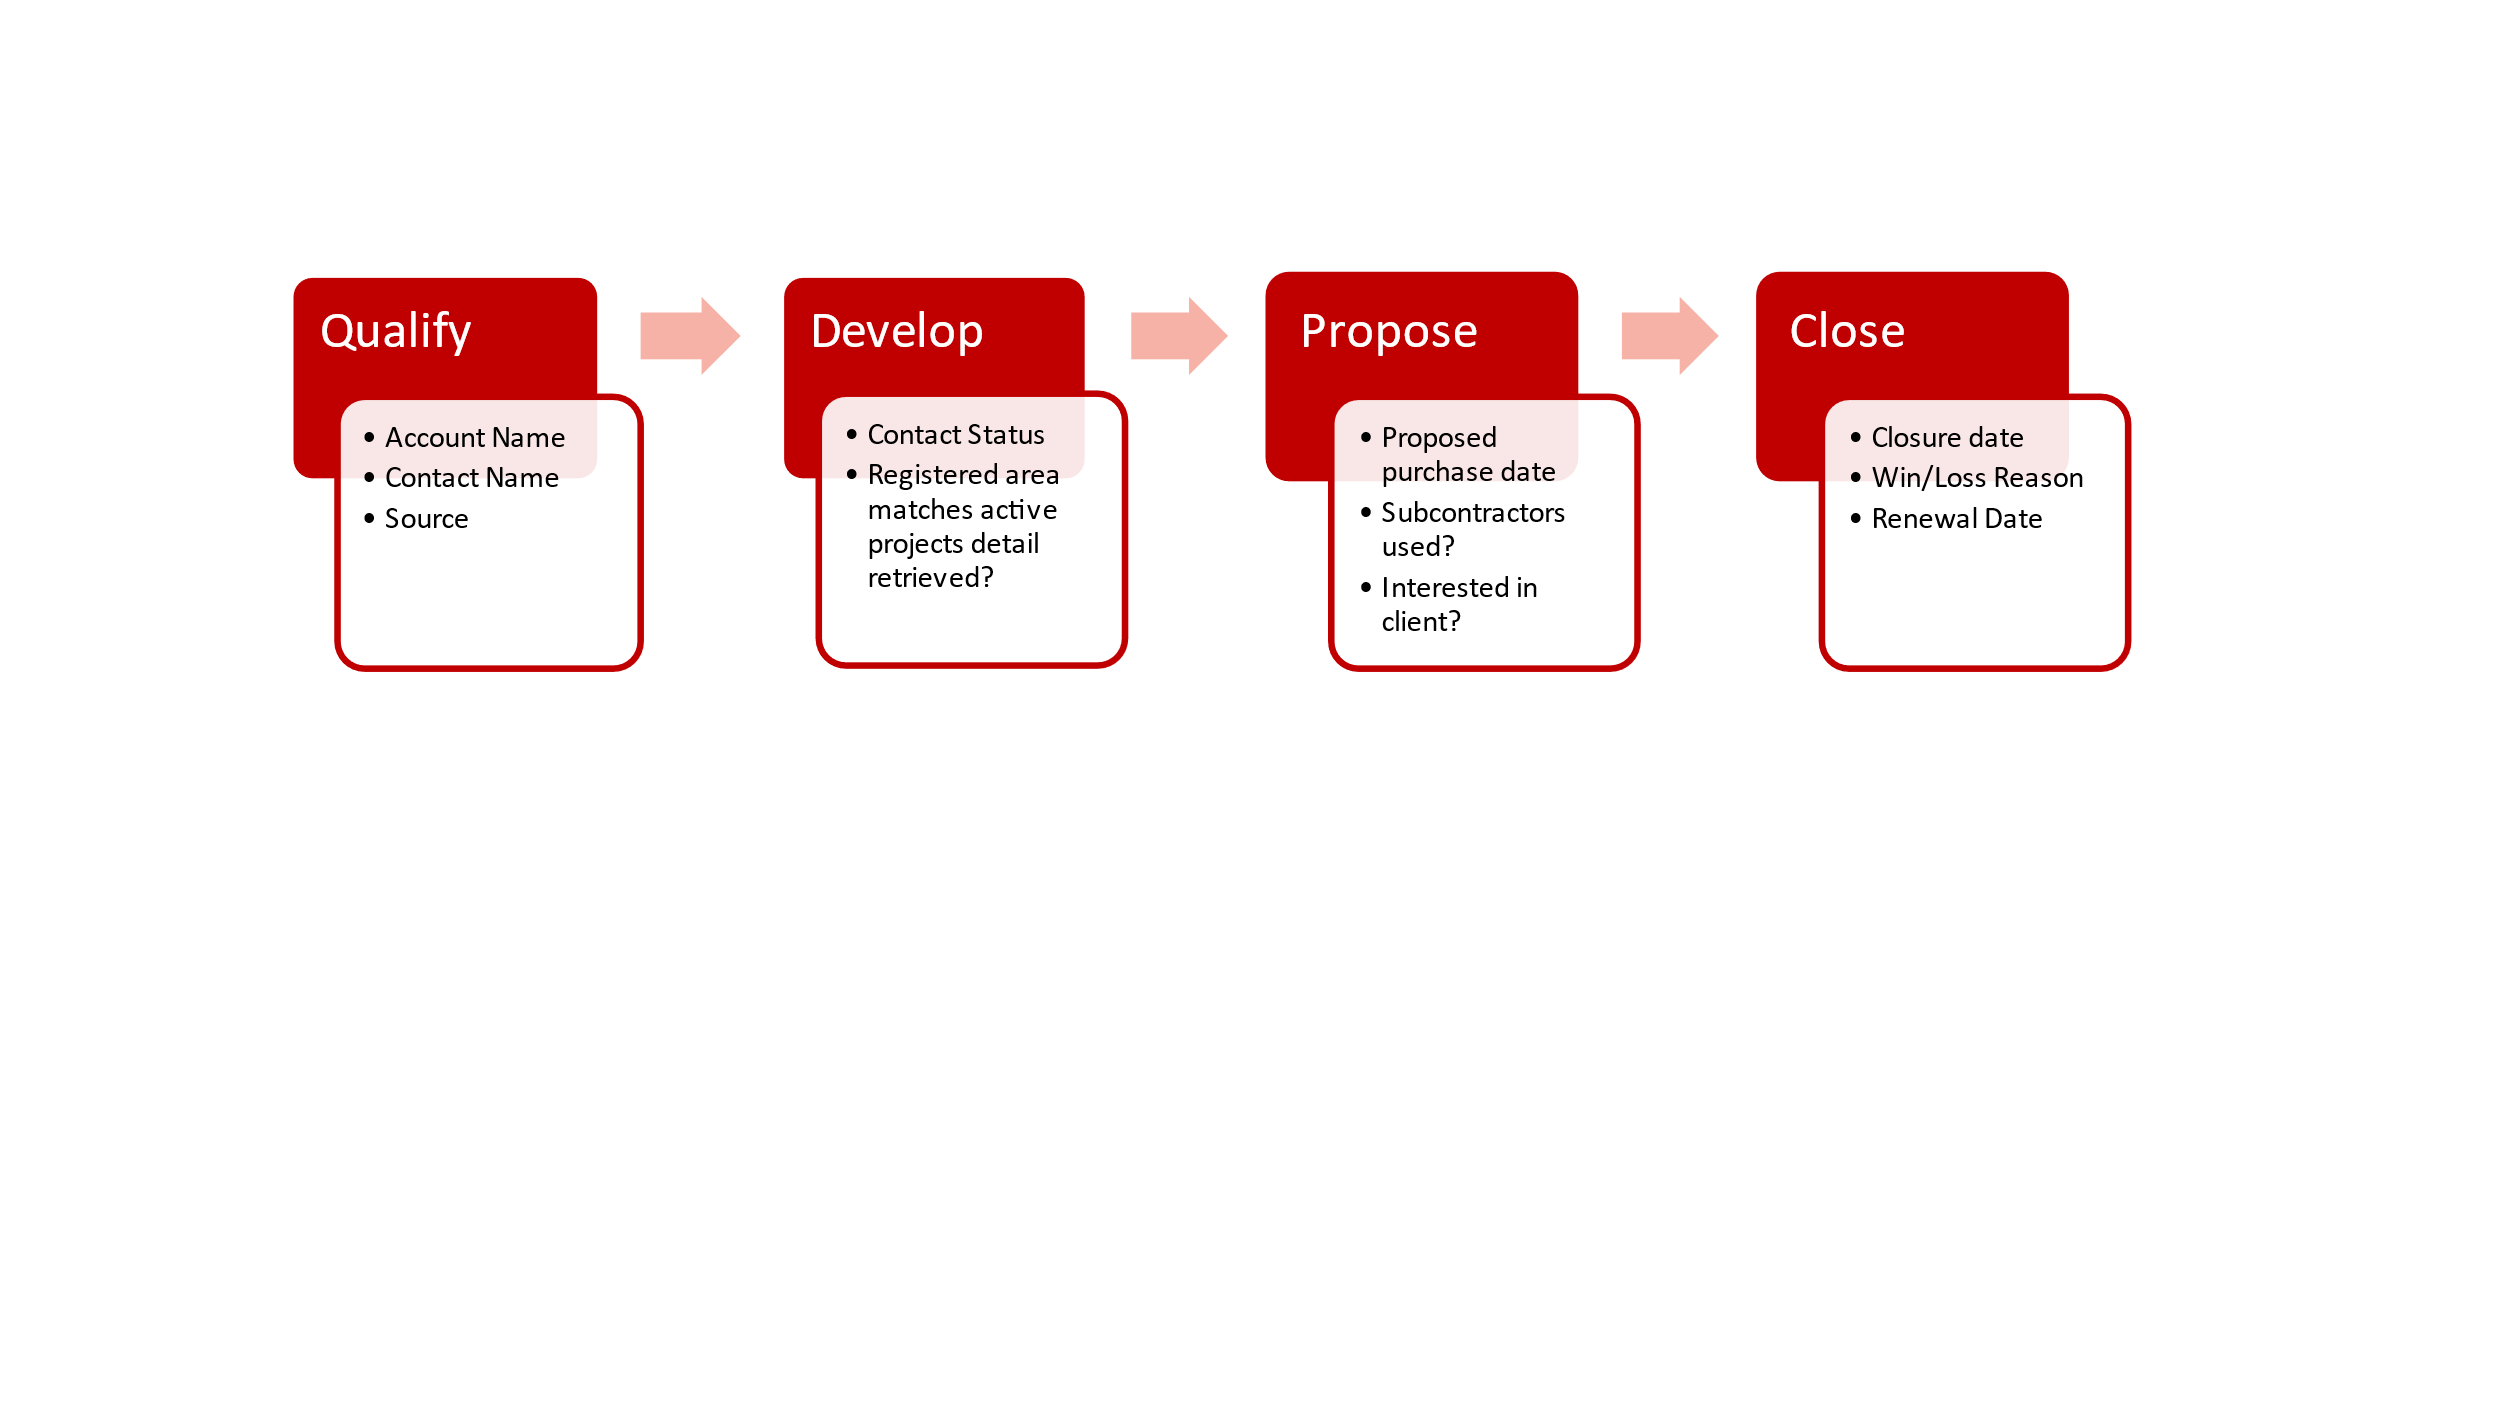 Qualify
• Account Name
• Contact Name
• Source
Develop
• Contact Status
• Registered area
matches active
projects detail
retrieved?
Propose
• Proposed
purchase date
• Subcontractors
used?
• Interested in
client?
Close
• Closure date
• Win/Loss Reason
• Renewal Date